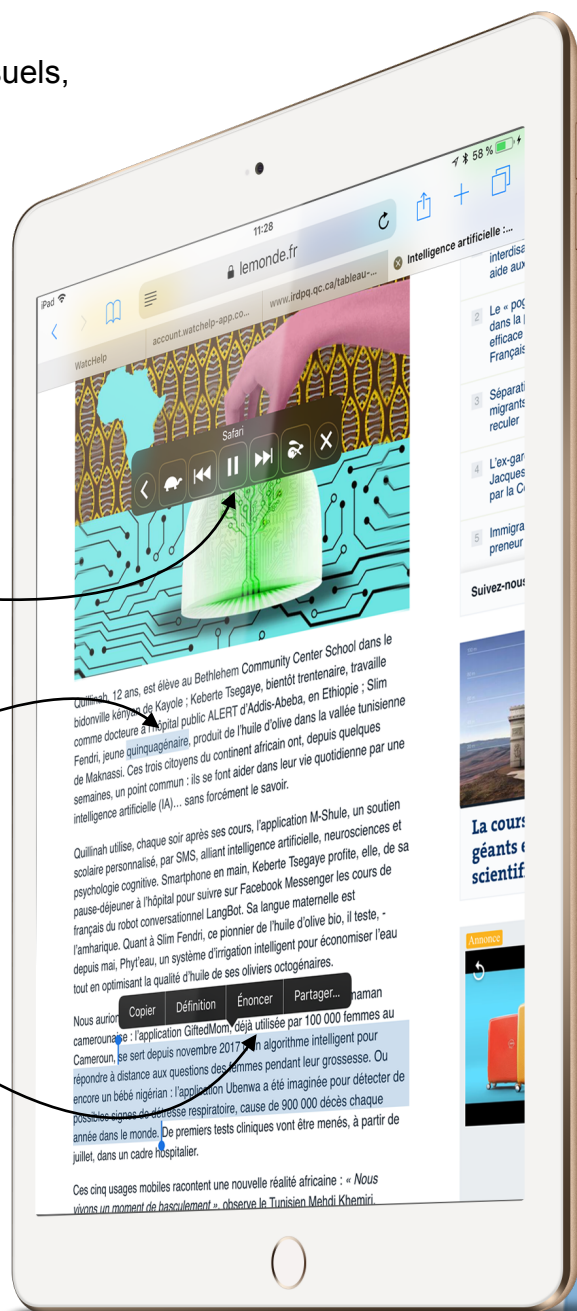 suels,
iPad
11:28
58 %
lemonde.fr
WatcHelp
account.watchelp-app.co...
www.irdpq.qc.ca/tableau-...
Intelligence artificielle :...
Safari
Quillinah, 12 ans, est élève au Bethlehem Community Center School dans le
bidonville kényan de Kayole ; Keberte Tsegaye, bientôt trentenaire, travaille
comme docteure à l'hôpital public ALERT d'Addis-Abeba, en Ethiopie ; Slim
Fendri, jeune quinquagénaire, produit de l'huile d'olive dans la vallée tunisienne
de Maknassi. Ces trois citoyens du continent africain ont, depuis quelques
semaines, un point commun : ils se font aider dans leur vie quotidienne par une
intelligence artificielle (IA)… sans forcément le savoir.
Quillinah utilise, chaque soir après ses cours, l'application M-Shule, un soutien
scolaire personnalisé, par SMS, alliant intelligence artificielle, neurosciences et
psychologie cognitive. Smartphone en main, Keberte Tsegaye profite, elle, de sa
pause-déjeuner à l'hôpital pour suivre sur Facebook Messenger les cours de
français du robot conversationnel LangBot. Sa langue maternelle est
l'amharique. Quant à Slim Fendri, ce pionnier de l'huile d'olive bio, il teste, -
depuis mai, Phyt'eau, un système d'irrigation intelligent pour économiser l'eau
tout en optimisant la qualité d'huile de ses oliviers octogénaires.
Copier Définition Énoncer Partager...
Nous maman
camerounaise : l'application GiftedMom, déjà utilisée par 100 000 femmes au
Cameroun, se sert depuis novembre 2017 algorithme intelligent pour
répondre à distance aux questions des femmes pendant leur grossesse. Ou
encore un bébé nigérian : l'application Ubenwa a été imaginée pour détecter de
possibles signes de détresse respiratoire, cause de 900 000 décès chaque
année dans le monde. De premiers tests cliniques vont être menés, à partir de
juillet, dans un cadre hospitalier.
Ces cinq usages mobiles racontent une nouvelle réalité africaine : « Nous
vivons un moment de basculement », observe le Tunisien Mehdi Khemiri,
interdisa
aide aux
2 Le « pog
dans la p
efficace
Français
3 Séparati
migrants
reculer
4 L'ex-gar
Jacques
par la Co
5 Immigra
preneur
Suivez-nous
La cours
géants e
scientif
Annonce